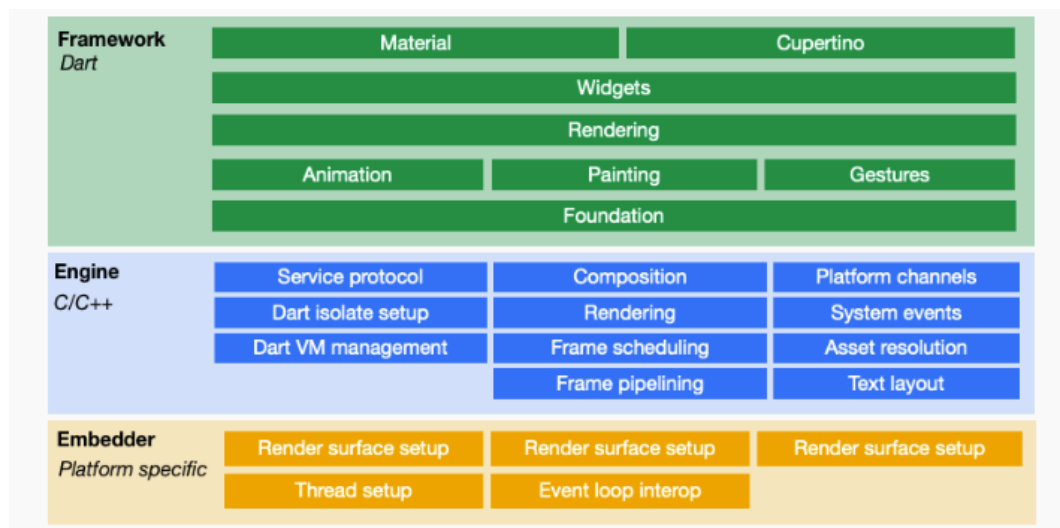 Framework
Dart
Material
Cupertino
Widgets
Rendering
Animation
Painting
Gestures
Foundation
Engine
C/C++
Service protocol
Composition
Platform channels
Dart isolate setup
Rendering
System events
Dart VM management
Frame scheduling
Asset resolution
Frame pipelining
Text layout
Embedder
Platform specific
Render surface setup
Render surface setup
Render surface setup
Thread setup
Event loop interop